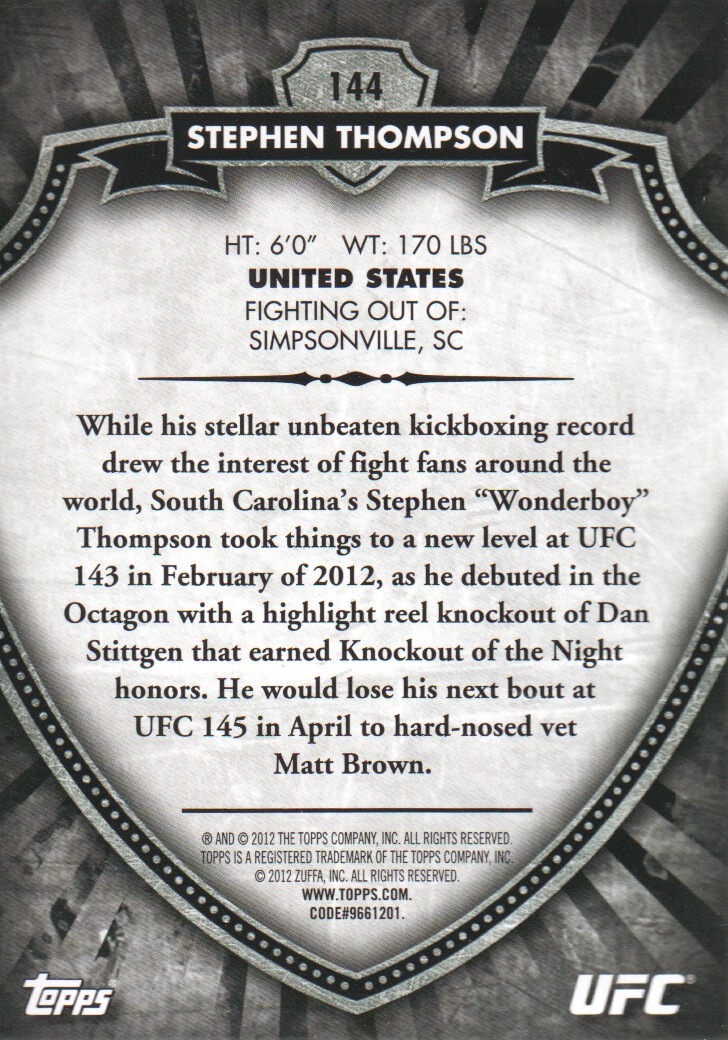 144
STEPHEN THOMPSON
HT: 6'0" WT: 170 LBS
UNITED STATES
FIGHTING OUT OF:
SIMPSONVILLE, SC
While his stellar unbeaten kickboxing record
drew the interest of fight fans around the
world, South Carolina's Stephen “Wonderboy”
Thompson took things to a new level at UFC
143 in February of 2012, as he debuted in the
Octagon with a highlight reel knockout of Dan
Stittgen that earned Knockout of the Night
honors. He would lose his next bout at
UFC 145 in April to hard-nosed vet
Matt Brown.
® AND © 2012 THE TOPPS COMPANY, INC. ALL RIGHTS RESERVED.
TOPPS IS A REGISTERED TRADEMARK OF THE TOPPS COMPANY, INC.
© 2012 ZUFFA, INC. ALL RIGHTS RESERVED.
WWW.TOPPS.COM.
CODE#9661201.
TOPPS
UFC®